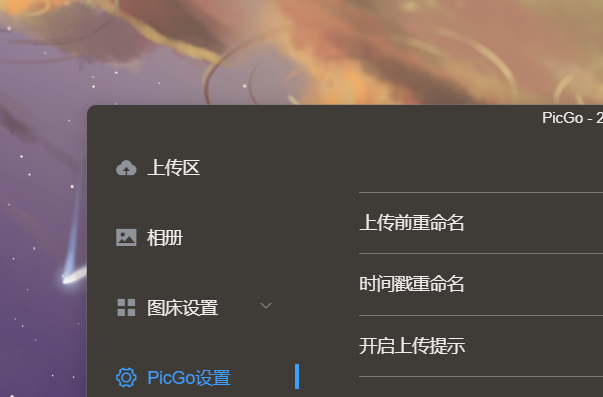 PicGo - 2
上传区
相册
图床设置
PicGo设置
上传前重命名
时间戳重命名
开启上传提示